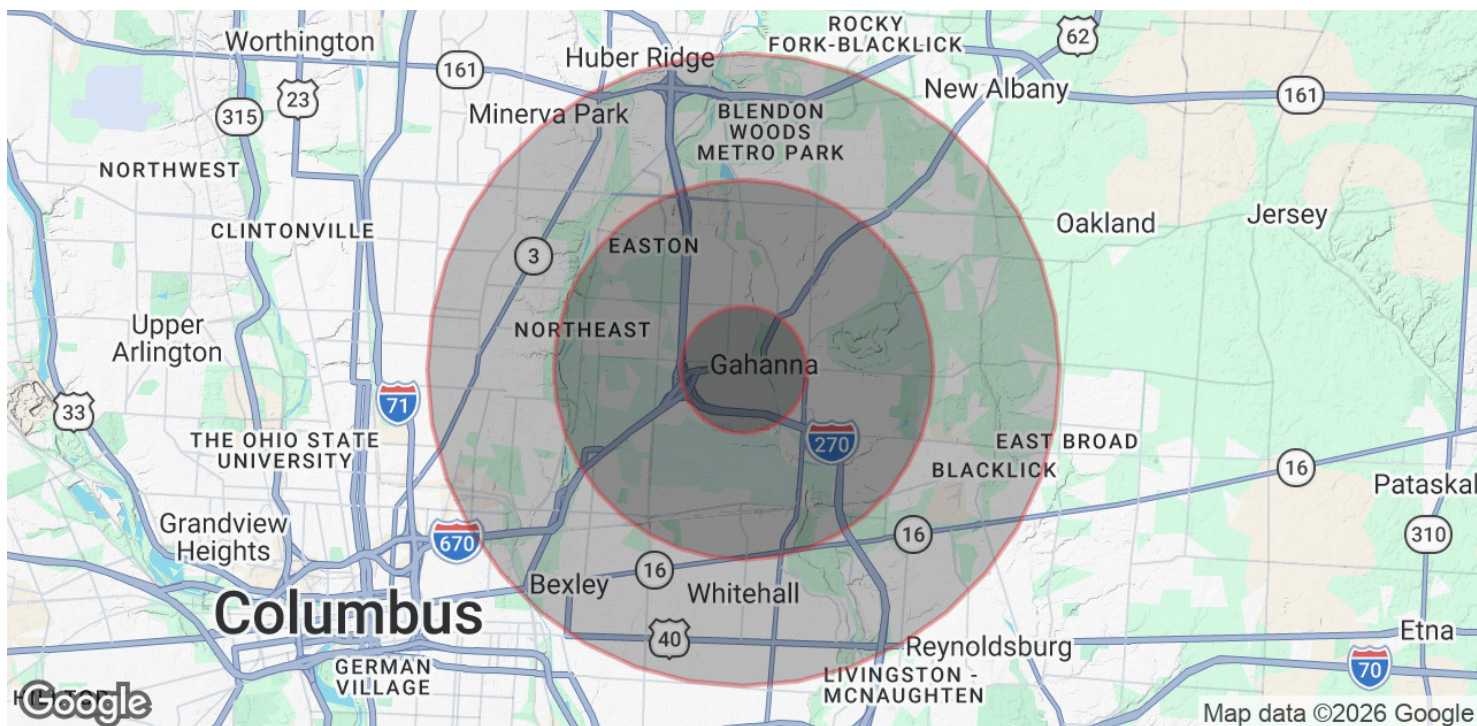 ROCKY
FORK-BLACKLICK
62
Worthington
Huber Ridge
161
23
New Albany
161
315
Minerva Park
BLENDON
WOODS
METRO PARK
NORTHWEST
CLINTONVILLE
EASTON
Oakland
Jersey
3
Upper
Arlington
NORTHEAST
Gahanna
71
33
THE OHIO STATE
UNIVERSITY
270
EAST BROAD
BLACKLICK
16
Pataskal
Grandview
Heights
670
16
310
16
Bexley
Whitehall
Columbus
40
Reynoldsburg
Etna
GERMAN
VILLAGE
LIVINGSTON -
MCNAUGHTEN
70
Google
Map data ©2026 Google